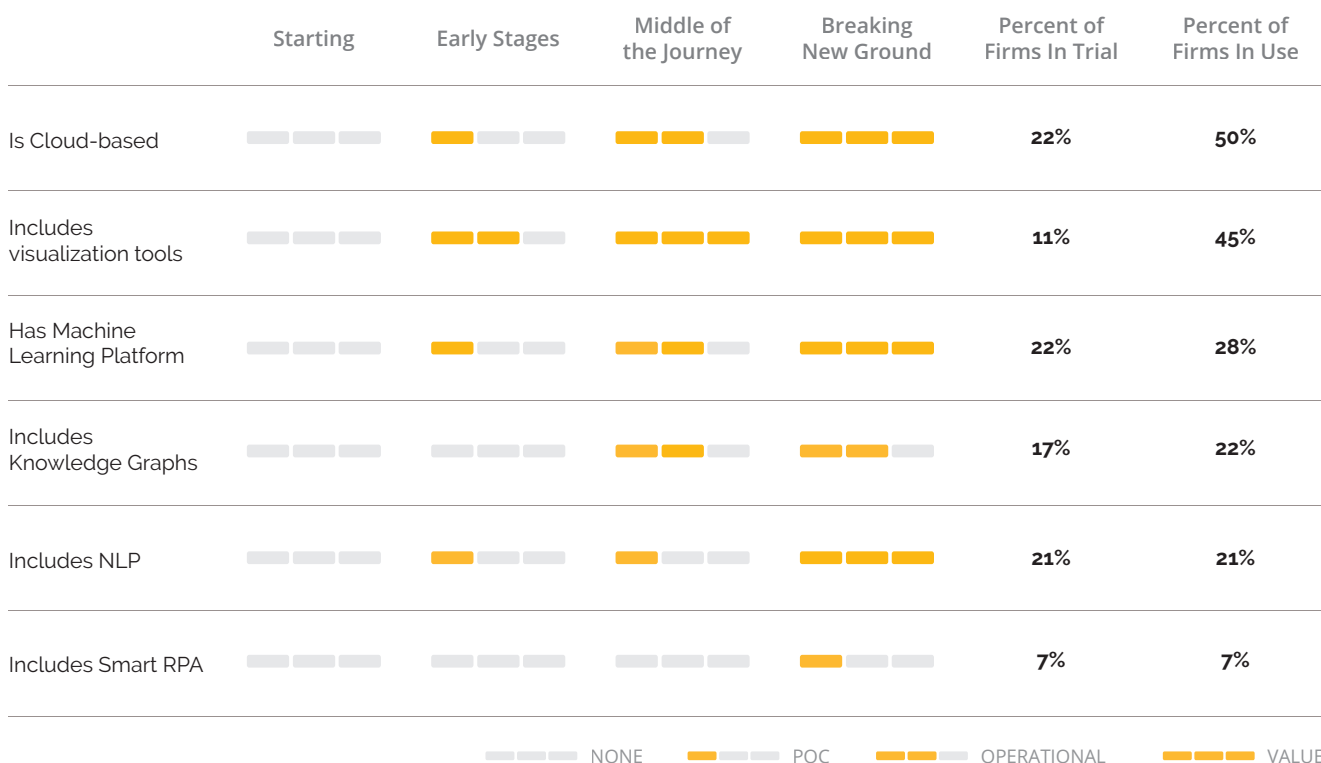 Starting
Early Stages
Middle of
the Journey
Breaking
New Ground
Percent of
Firms In Trial
Percent of
Firms In Use
Is Cloud-based
22%
50%
Includes
visualization tools
11%
45%
Has Machine
Learning Platform
22%
28%
Includes
Knowledge Graphs
17%
22%
Includes NLP
21%
21%
Includes Smart RPA
7%
7%
NONE
POC
OPERATIONAL
VALUE